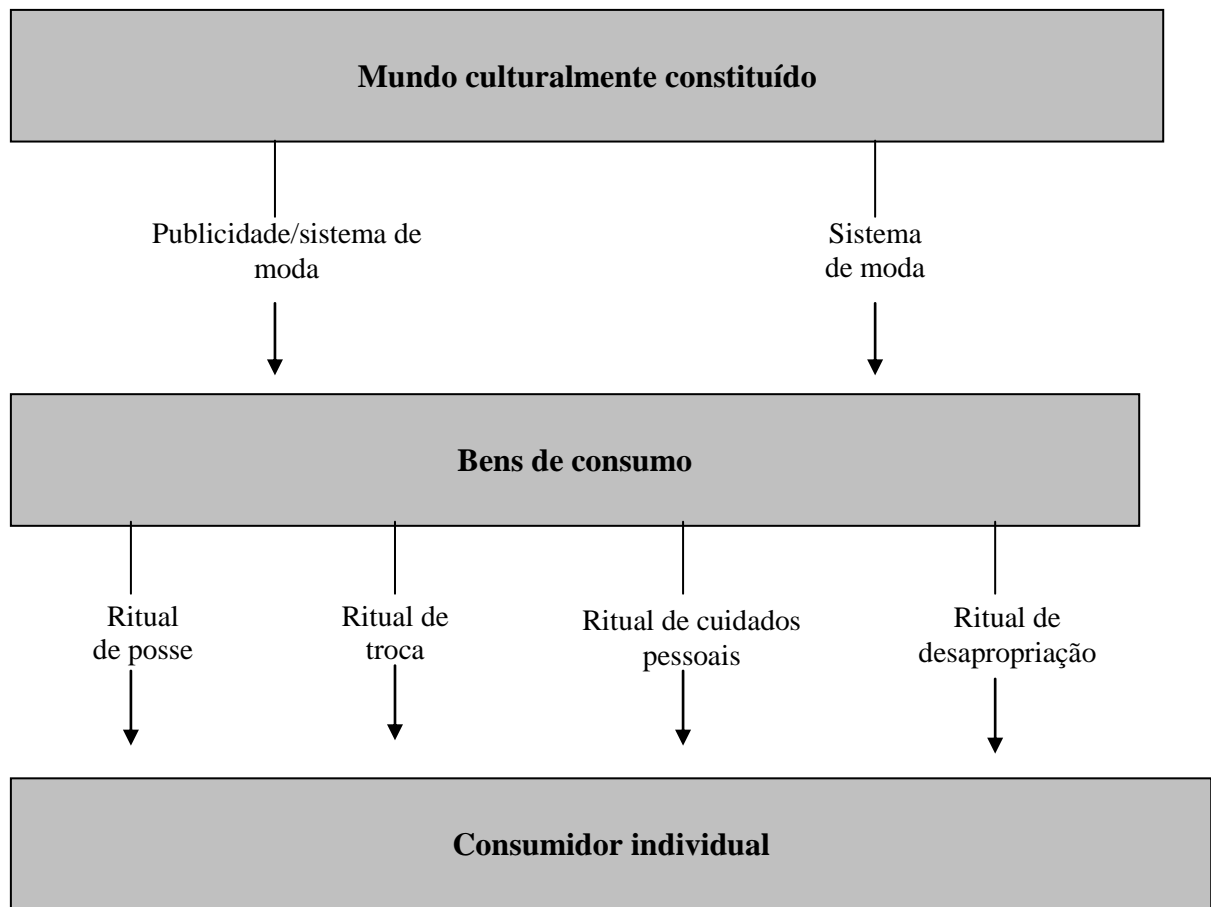 Mundo culturalmente constituído
Publicidade/sistema de
moda
Sistema
de moda
Bens de consumo
Ritual
de posse
Ritual de
troca
Ritual de cuidados
pessoais
Ritual de
desapropriação
Consumidor individual